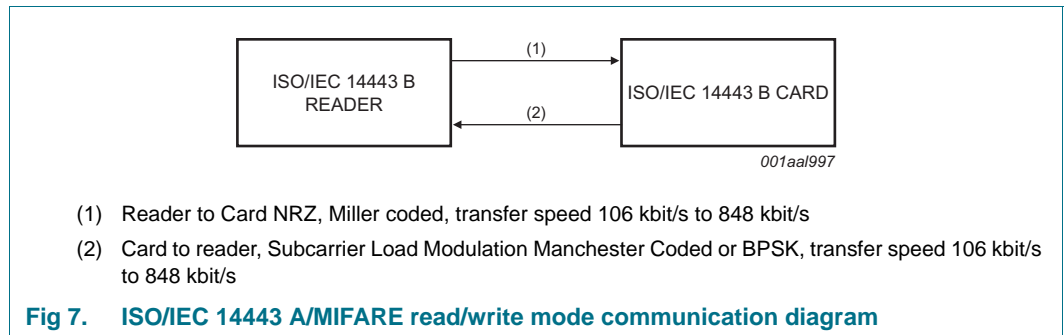 (1)
ISO/IEC 14443 B
READER
ISO/IEC 14443 B CARD
(2)
001aal997
(1) Reader to Card NRZ, Miller coded, transfer speed 106 kbit/s to 848 kbit/s
(2) Card to reader, Subcarrier Load Modulation Manchester Coded or BPSK, transfer speed 106 kbit/s
to 848 kbit/s
Fig 7. ISO/IEC 14443 A/MIFARE read/write mode communication diagram